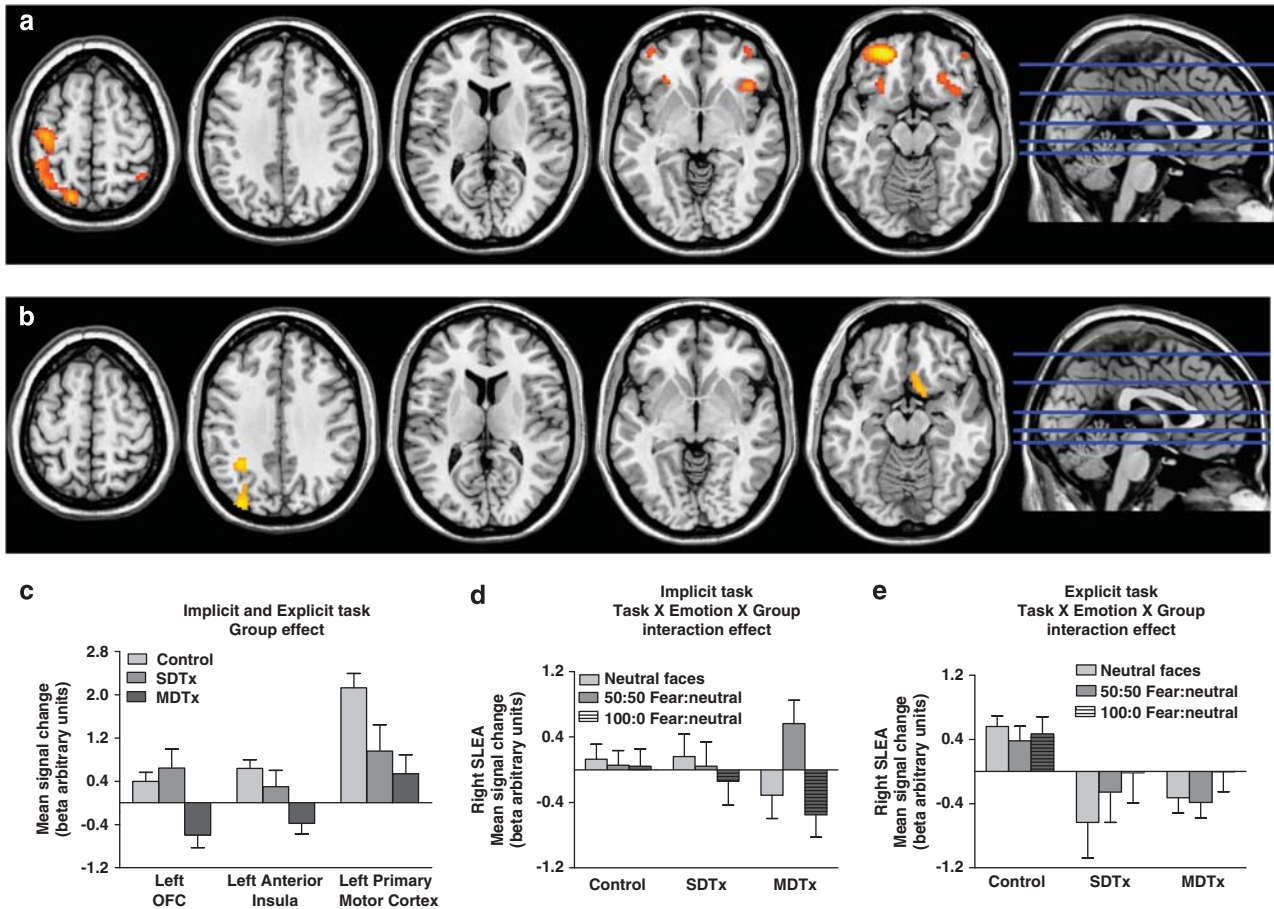 a
b
c
Implicit and Explicit task
Group effect
Mean signal change
(beta arbitrary units)
2.8
2.0
1.2
0.4
-0.4
-1.2
Control
SDTx
MDTx
Left
OFC
Left Anterior
Insula
Left Primary
Motor Cortex
d
Implicit task
Task X Emotion X Group
interaction effect
Right SLEA
Mean signal change
(beta arbitrary units)
1.2
0.4
-0.4
-1.2
Neutral faces
50:50 Fear:neutral
100:0 Fear:neutral
Control
SDTx
MDTx
e
Explicit task
Task X Emotion X Group
interaction effect
Right SLEA
Mean signal change
(beta arbitrary units)
1.2
0.4
-0.4
-1.2
Neutral faces
50:50 Fear:neutral
100:0 Fear:neutral
Control
SDTx
MDTx